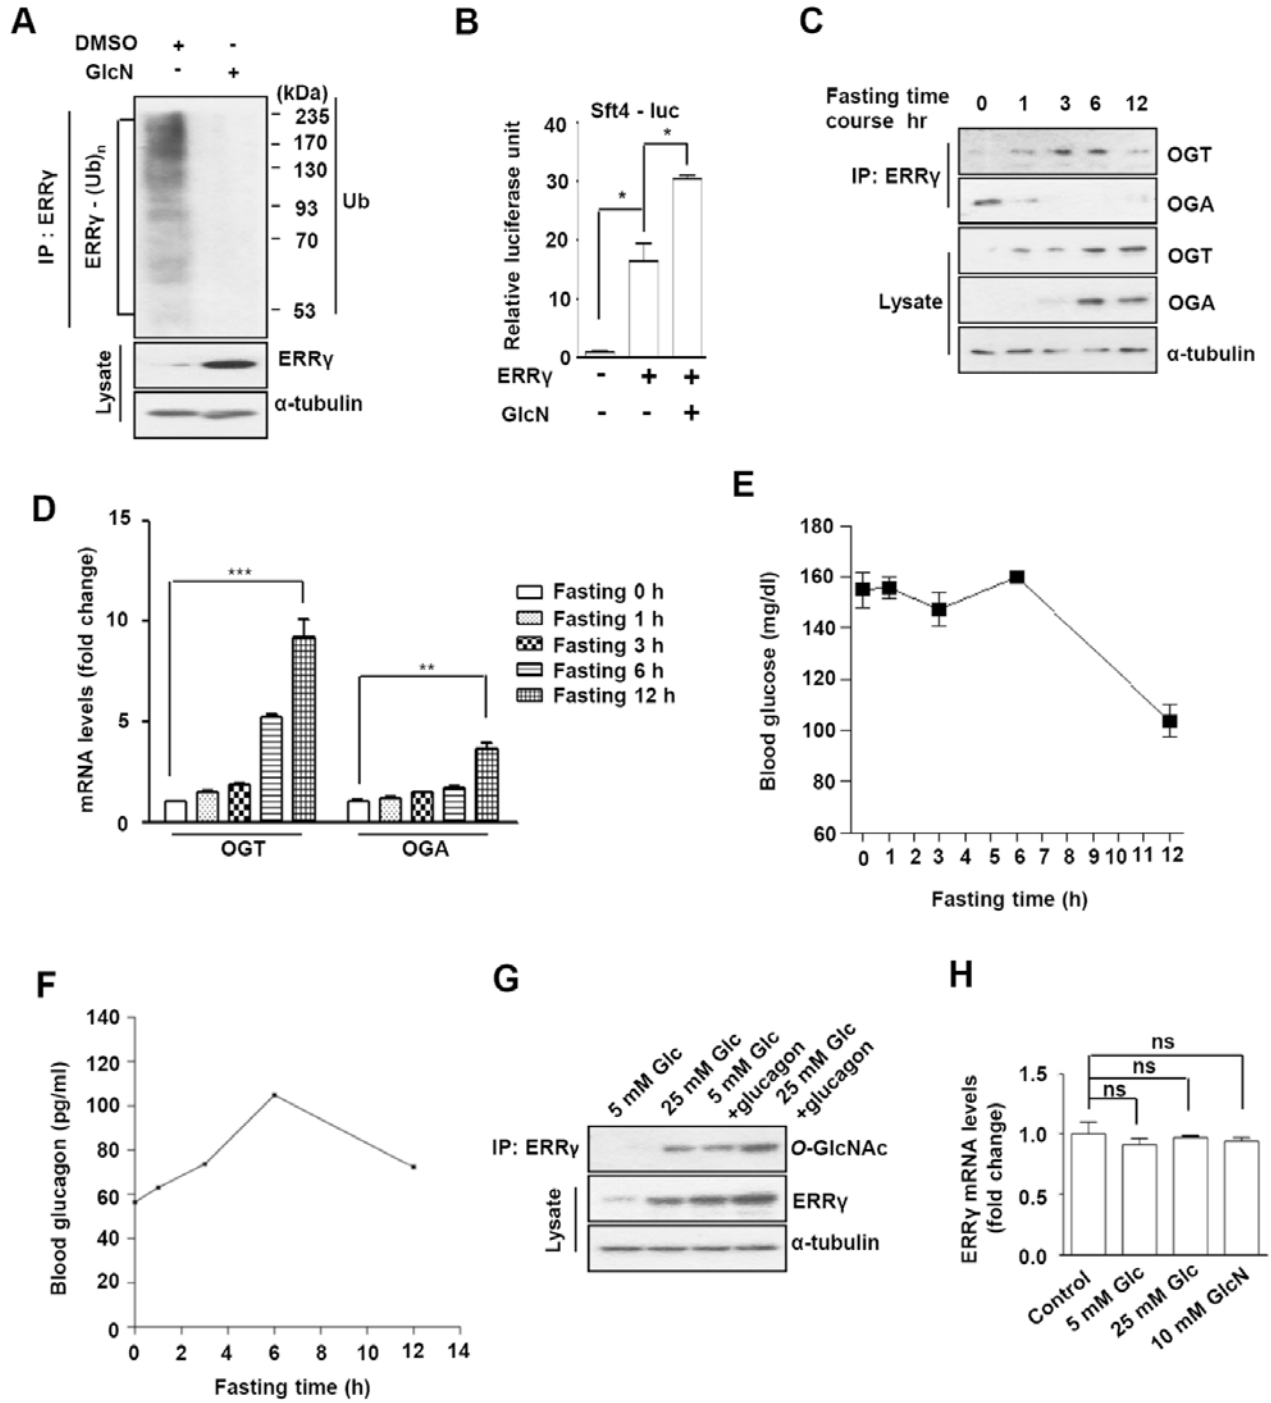 A
DMSO + -
GlcN - +
(kDa)
235
170
130
93
70
53
IP : ERRγ
ERRγ - (Ub)n
Ub
Lysate
ERRγ
α-tubulin
B
Sft4 - luc
Relative luciferase unit
40
30
20
10
0
*
*
ERRγ - + +
GlcN - - +
C
Fasting time
course hr
0 1 3 6 12
IP: ERRγ
OGT
OGA
Lysate
OGT
OGA
α-tubulin
D
mRNA levels (fold change)
15
10
5
0
***
**
OGT
OGA
Fasting 0 h
Fasting 1 h
Fasting 3 h
Fasting 6 h
Fasting 12 h
E
Blood glucose (mg/dl)
180
160
140
120
100
80
60
0 1 2 3 4 5 6 7 8 9 10 11 12
Fasting time (h)
F
Blood glucagon (pg/ml)
140
120
100
80
60
40
20
0
0 2 4 6 8 10 12 14
Fasting time (h)
G
5 mM Glc
25 mM Glc
5 mM Glc
+glucagon
25 mM Glc
+glucagon
IP: ERRγ
O-GlcNAc
Lysate
ERRγ
α-tubulin
H
ERRγ mRNA levels
(fold change)
1.5
1.0
0.5
0.0
ns
ns
ns
Control
5 mM Glc
25 mM Glc
10 mM GlcN